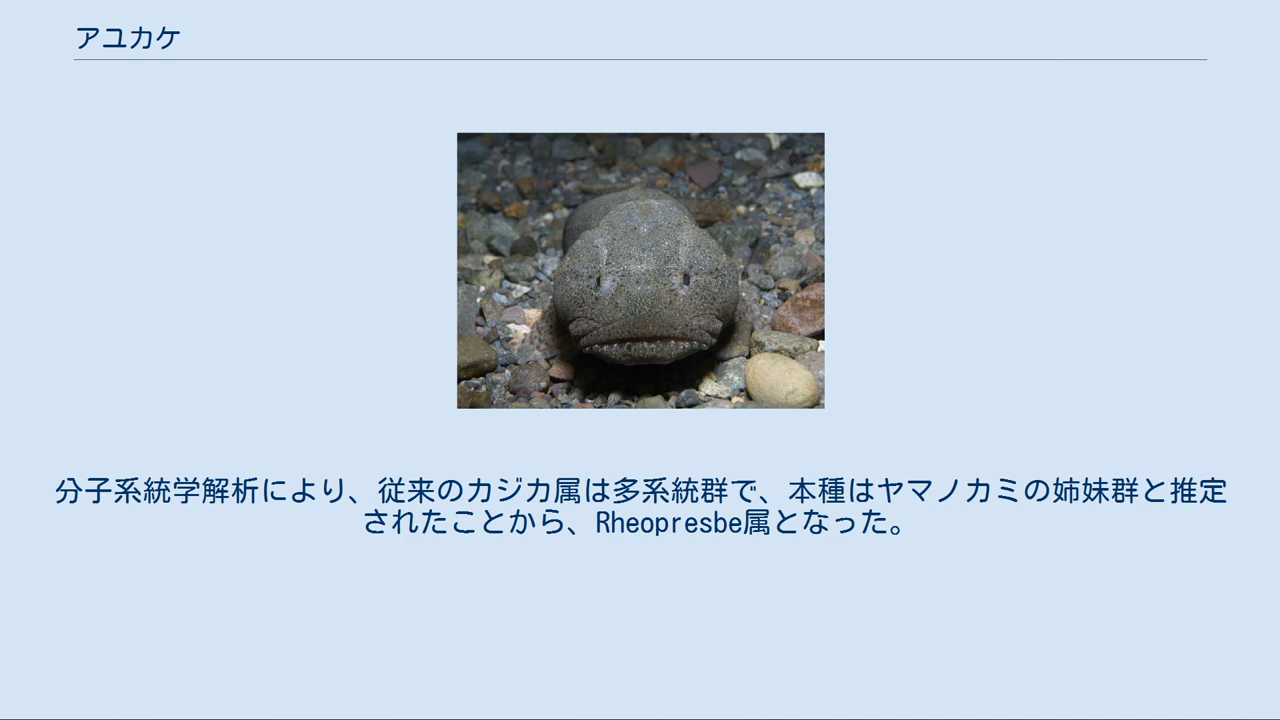 アユカケ
分子系統学解析により、従来のカジカ属は多系統群で、本種はヤマノカミの姉妹群と推定
されたことから、Rheopresbe属となった。